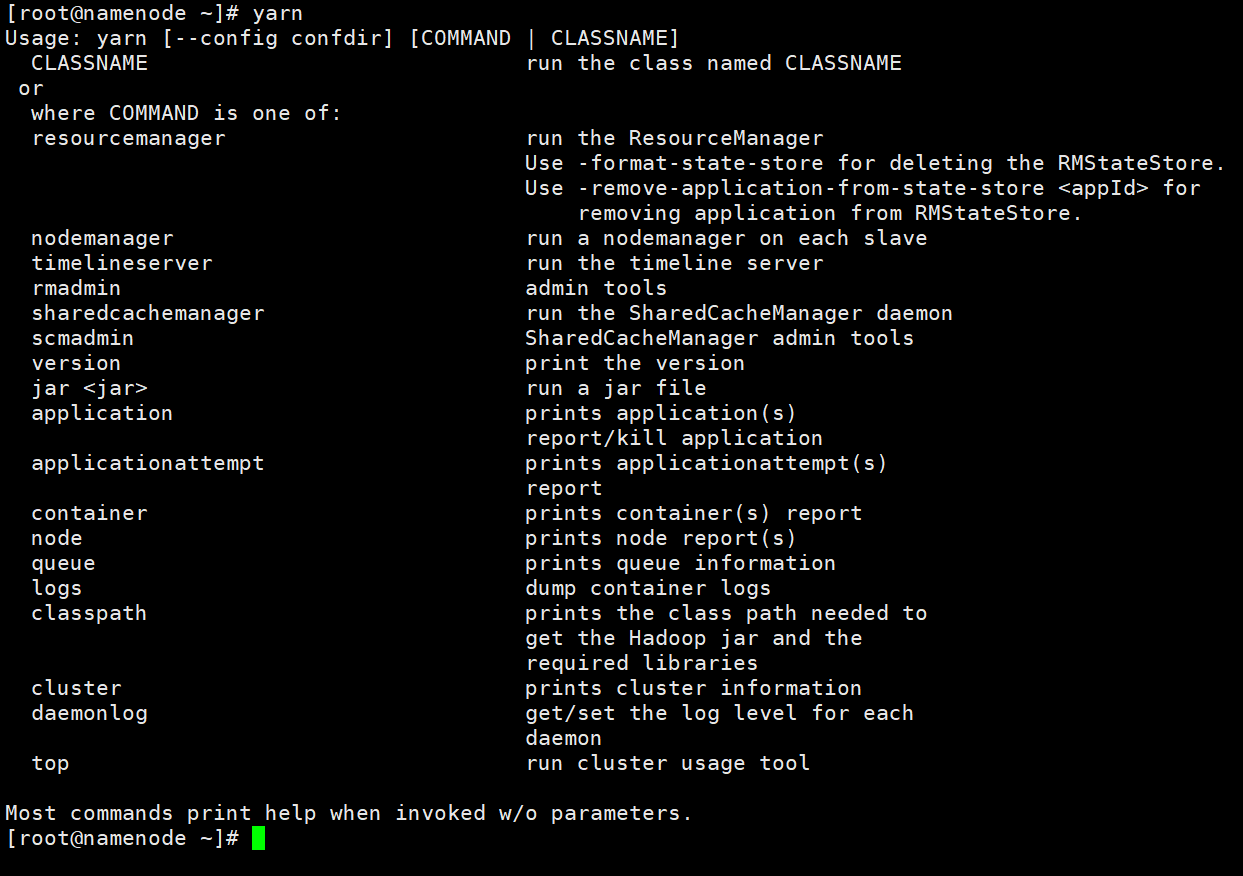 [root@namenode ~]# yarn
Usage: yarn [--config confdir] [COMMAND | CLASSNAME]
  CLASSNAME                             run the class named CLASSNAME
 or
  where COMMAND is one of:
  resourcemanager                       run the ResourceManager
                                        Use -format-state-store for deleting the RMStateStore.
                                        Use -remove-application-from-state-store <appId> for
                                            removing application from RMStateStore.
  nodemanager                           run a nodemanager on each slave
  timelineserver                        run the timeline server
  rmadmin                               admin tools
  sharedcachemanager                    run the SharedCacheManager daemon
  scmadmin                              SharedCacheManager admin tools
  version                               print the version
  jar <jar>                             run a jar file
  application                           prints application(s)
                                        report/kill application
  applicationattempt                    prints applicationattempt(s)
                                        report
  container                             prints container(s) report
  node                                  prints node report(s)
  queue                                 prints queue information
  logs                                  dump container logs
  classpath                             prints the class path needed to
                                        get the Hadoop jar and the
                                        required libraries
  cluster                               prints cluster information
  daemonlog                             get/set the log level for each
                                        daemon
  top                                   run cluster usage tool

Most commands print help when invoked w/o parameters.
[root@namenode ~]#